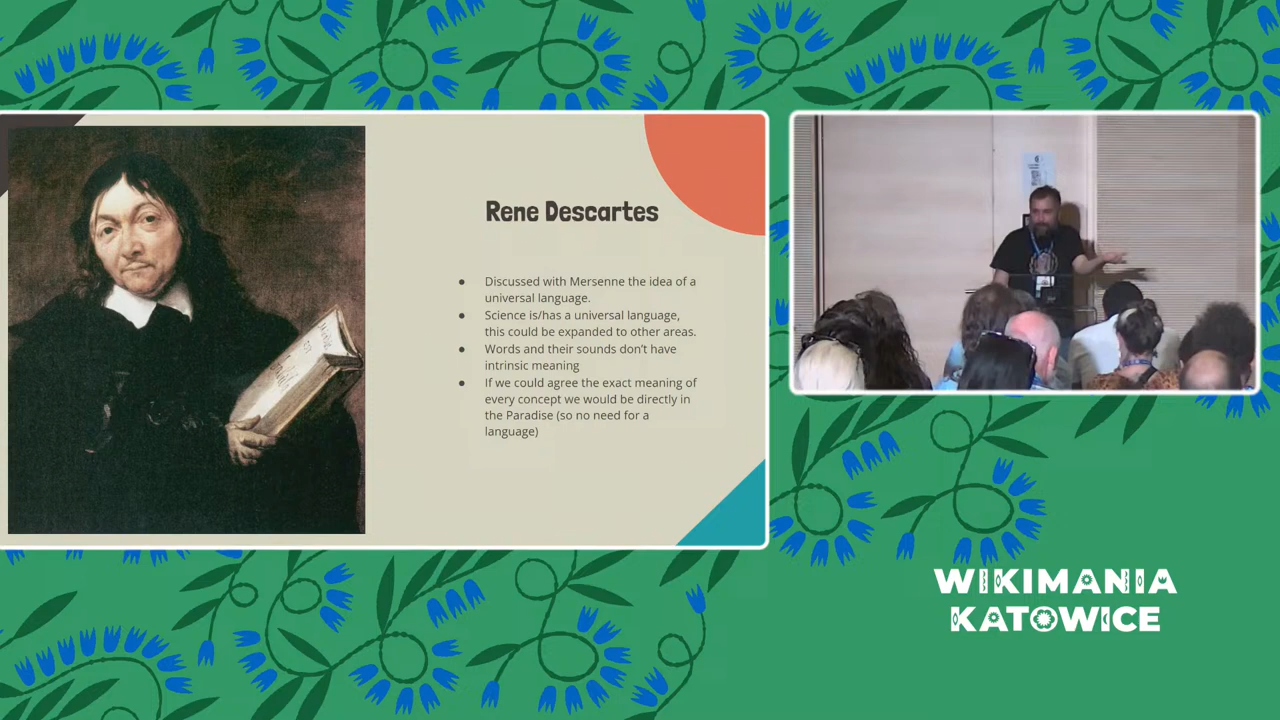 Rene Descartes
● Discussed with Mersenne the idea of a
universal language.
● Science is/has a universal language,
this could be expanded to other areas.
● Words and their sounds don’t have
intrinsic meaning
● If we could agree the exact meaning of
every concept we would be directly in
the Paradise (so no need for a
language)
WIKIMANIA
KATOWICE